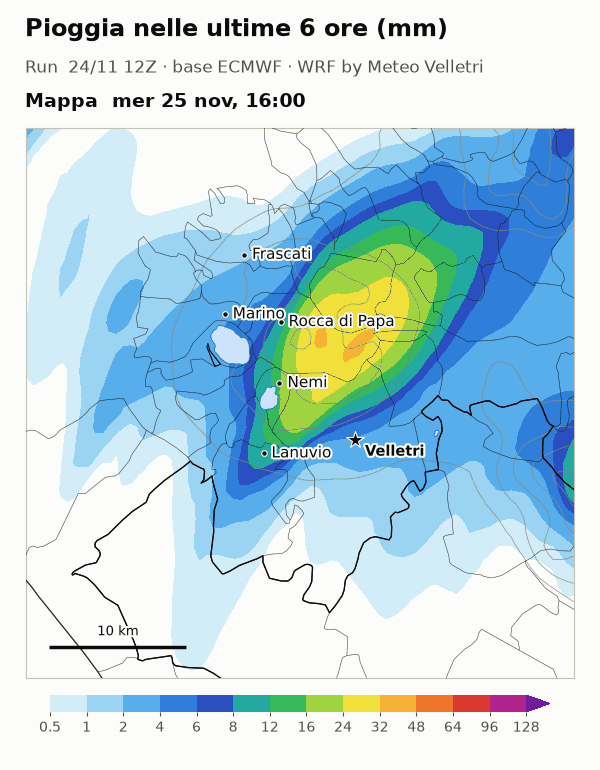 Pioggia nelle ultime 6 ore (mm)
Run  24/11 12Z · base ECMWF · WRF by Meteo Velletri
Mappa  mer 25 nov, 16:00
Frascati
Marino
Rocca di Papa
Nemi
Velletri
Lanuvio
10 km
0.5 1 2 4 6 8 12 16 24 32 48 64 96 128